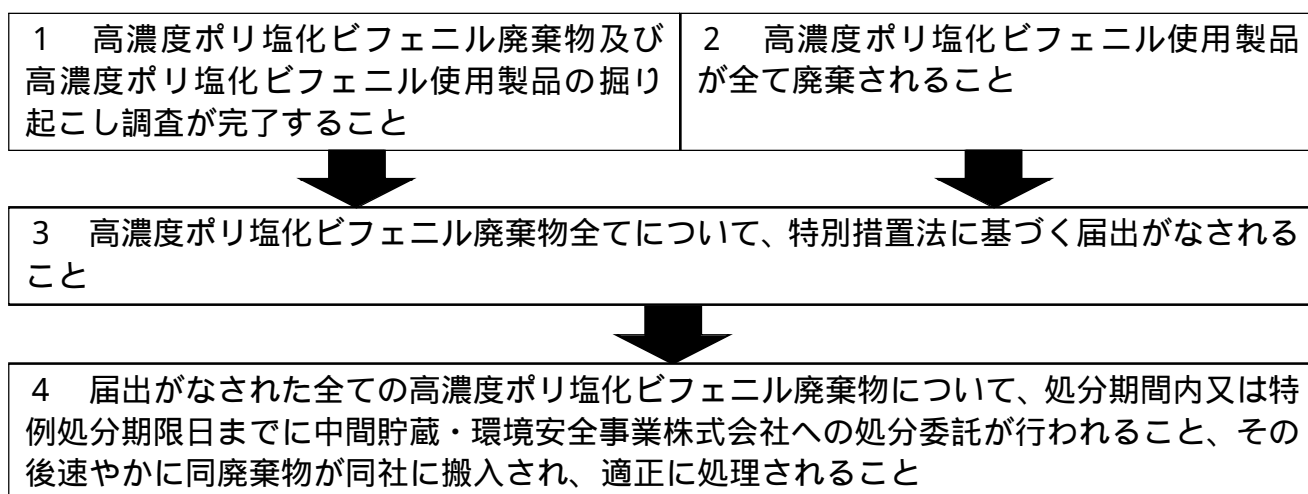 1 高濃度ポリ塩化ビフェニル廃棄物及び
高濃度ポリ塩化ビフェニル使用製品の掘り
起こし調査が完了すること
2 高濃度ポリ塩化ビフェニル使用製品
が全て廃棄されること
3 高濃度ポリ塩化ビフェニル廃棄物全てについて、特別措置法に基づく届出がなされる
こと
4 届出がなされた全ての高濃度ポリ塩化ビフェニル廃棄物について、処分期間内又は特
例処分期限日までに中間貯蔵・環境安全事業株式会社への処分委託が行われること、その
後速やかに同廃棄物が同社に搬入され、適正に処理されること